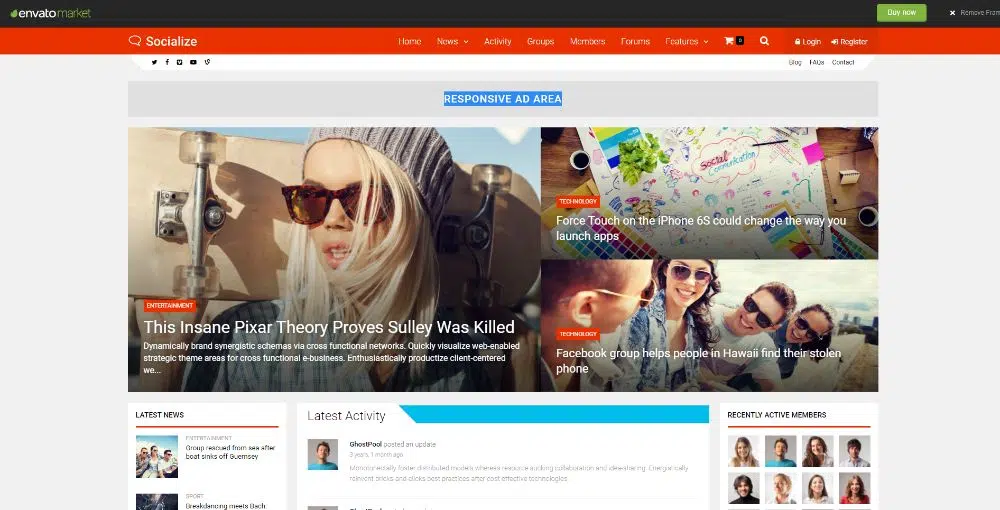 envatomarket
Buy now
× Remove Fram
Socialize
Home News Activity Groups Members Forums Features 0 Login Register
Blog FAQs Contact
RESPONSIVE AD AREA
Social
Communication
TECHNOLOGY
Force Touch on the iPhone 6S could change the way you
launch apps
ENTERTAINMENT
This Insane Pixar Theory Proves Sulley Was Killed
Dynamically brand synergistic schemas via cross functional networks. Quickly visualize web-enabled
strategic theme areas for cross functional e-business. Enthusiastically productize client-centered
we...
TECHNOLOGY
Facebook group helps people in Hawaii find their stolen
phone
LATEST NEWS
ENTERTAINMENT
Group rescued from sea after
boat sinks off Guernsey
SPORT
Breakdancing meets Bach:
Latest Activity
GhostPool posted an update
3 years, 1 month ago
Monotonectally foster distributed models whereas resource sucking collaboration and idea-sharing. Energistically
reinvent bricks-and-clicks best practices after cost effective technologies.
RECENTLY ACTIVE MEMBERS